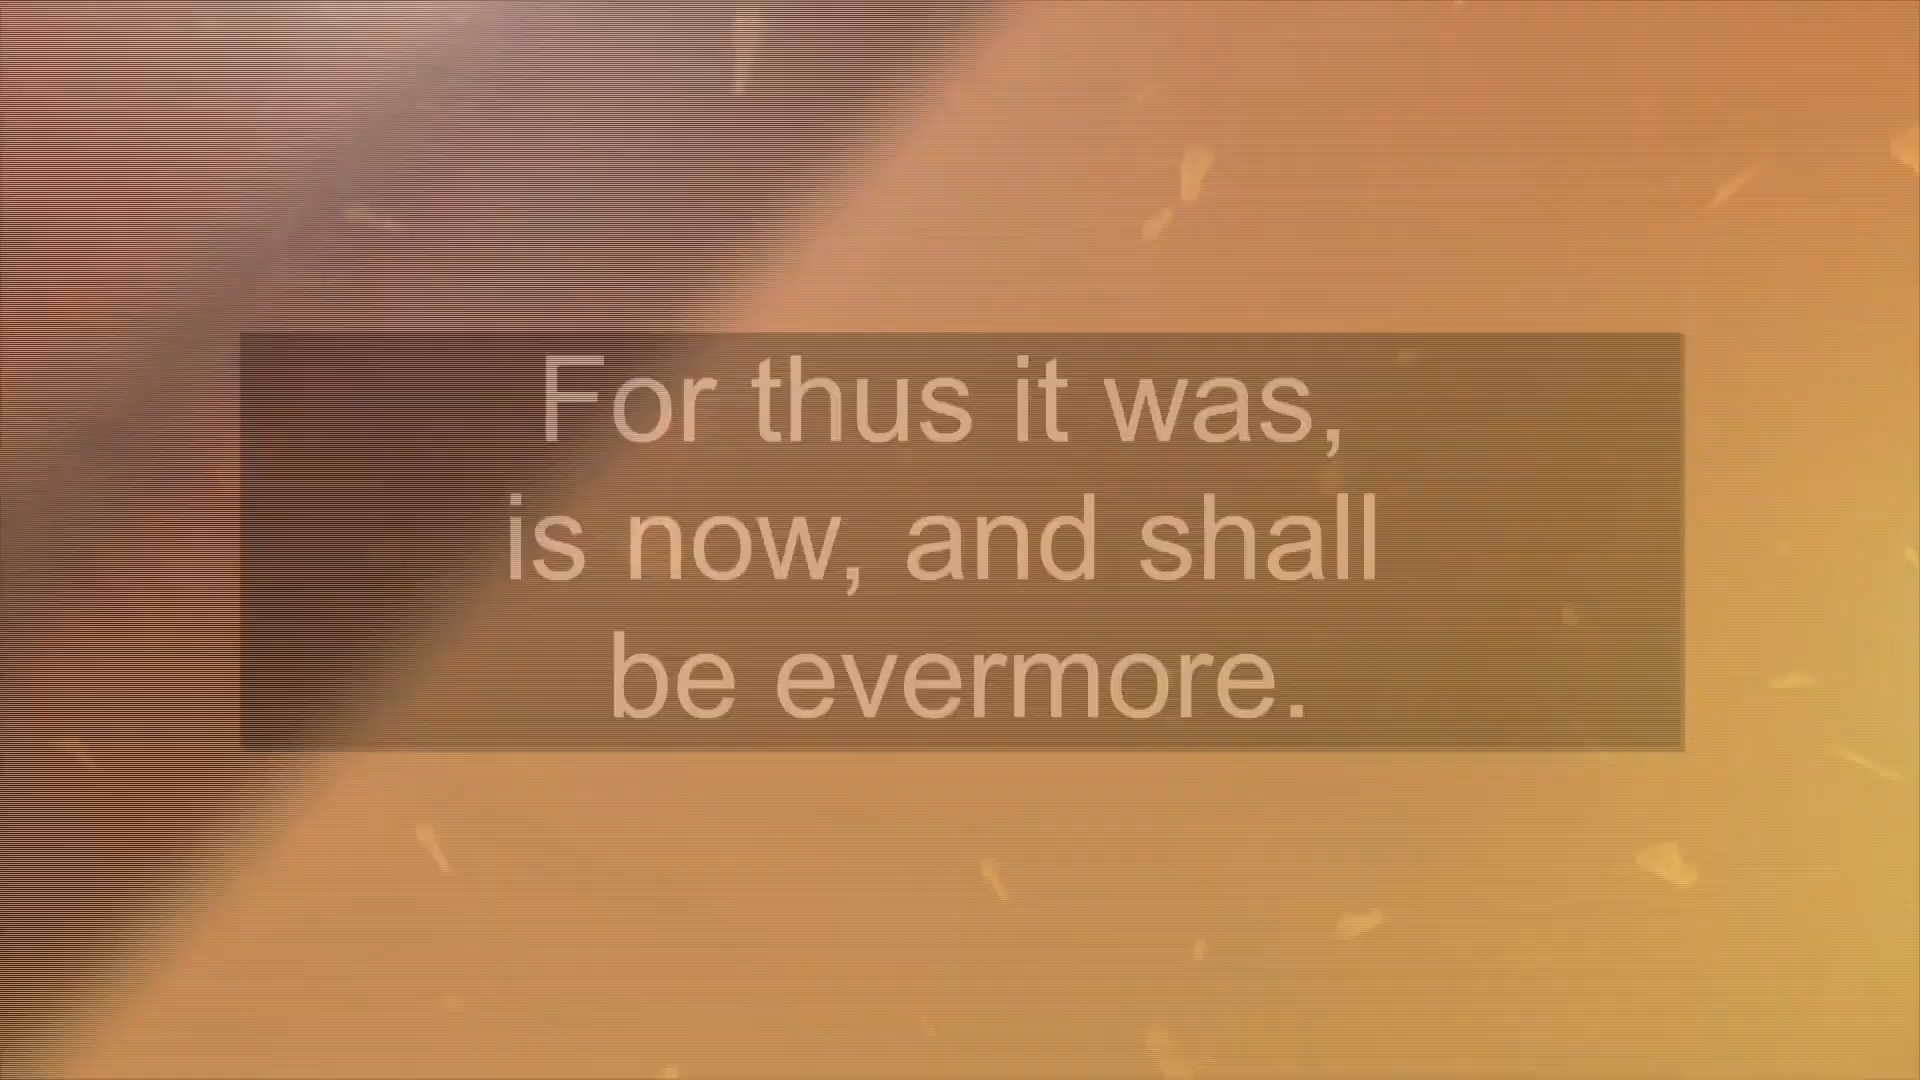 For thus it was,
is now, and shall
be evermore.